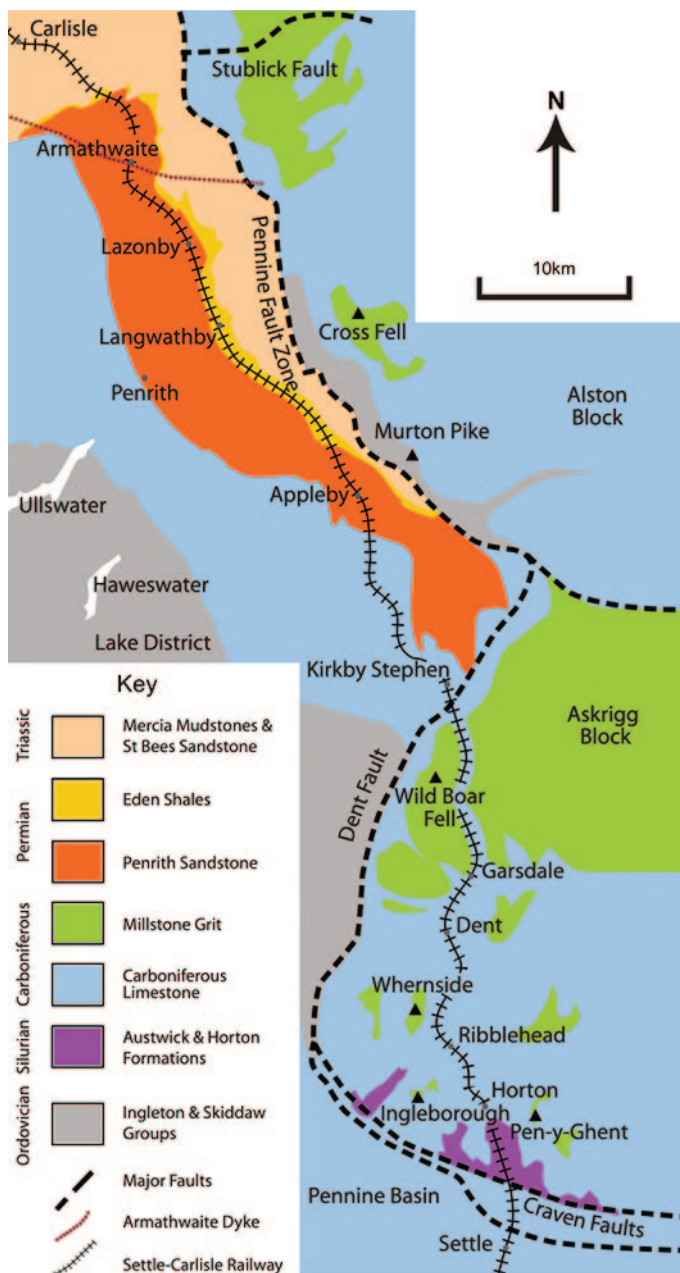 Carlisle
Stublick Fault
N
Armathwaite
10km
Lazonby
Pennine Fault Zone
Langwathby
Cross Fell
Penrith
Alston
Block
Murton Pike
Appleby
Ullswater
Haweswater
Lake District
Kirkby Stephen
Askrigg
Block
Dent Fault
Wild Boar
Fell
Garsdale
Dent
Whernside
Ribblehead
Horton
Ingleborough
Pen-y-Ghent
Pennine Basin
Craven Faults
Settle
Key
Triassic
Mercia Mudstones &
St Bees Sandstone
Permian
Eden Shales
Penrith Sandstone
Carboniferous
Millstone Grit
Carboniferous
Limestone
Silurian
Austwick & Horton
Formations
Ordovician
Ingleton & Skiddaw
Groups
Major Faults
Armathwaite Dyke
Settle-Carlisle Railway